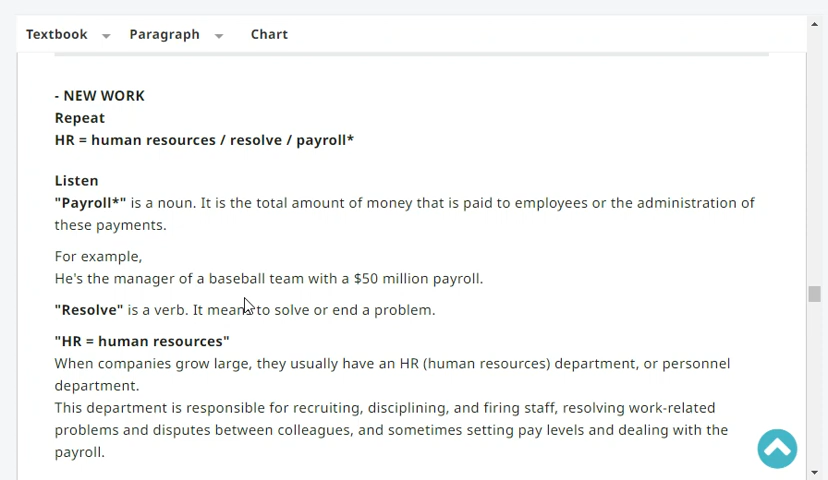 Textbook Paragraph Chart
- NEW WORK
Repeat
HR = human resources / resolve / payroll*
Listen
"Payroll*" is a noun. It is the total amount of money that is paid to employees or the administration of
these payments.
For example,
He's the manager of a baseball team with a $50 million payroll.
"Resolve" is a verb. It means to solve or end a problem.
"HR = human resources"
When companies grow large, they usually have an HR (human resources) department, or personnel
department.
This department is responsible for recruiting, disciplining, and firing staff, resolving work-related
problems and disputes between colleagues, and sometimes setting pay levels and dealing with the
payroll.